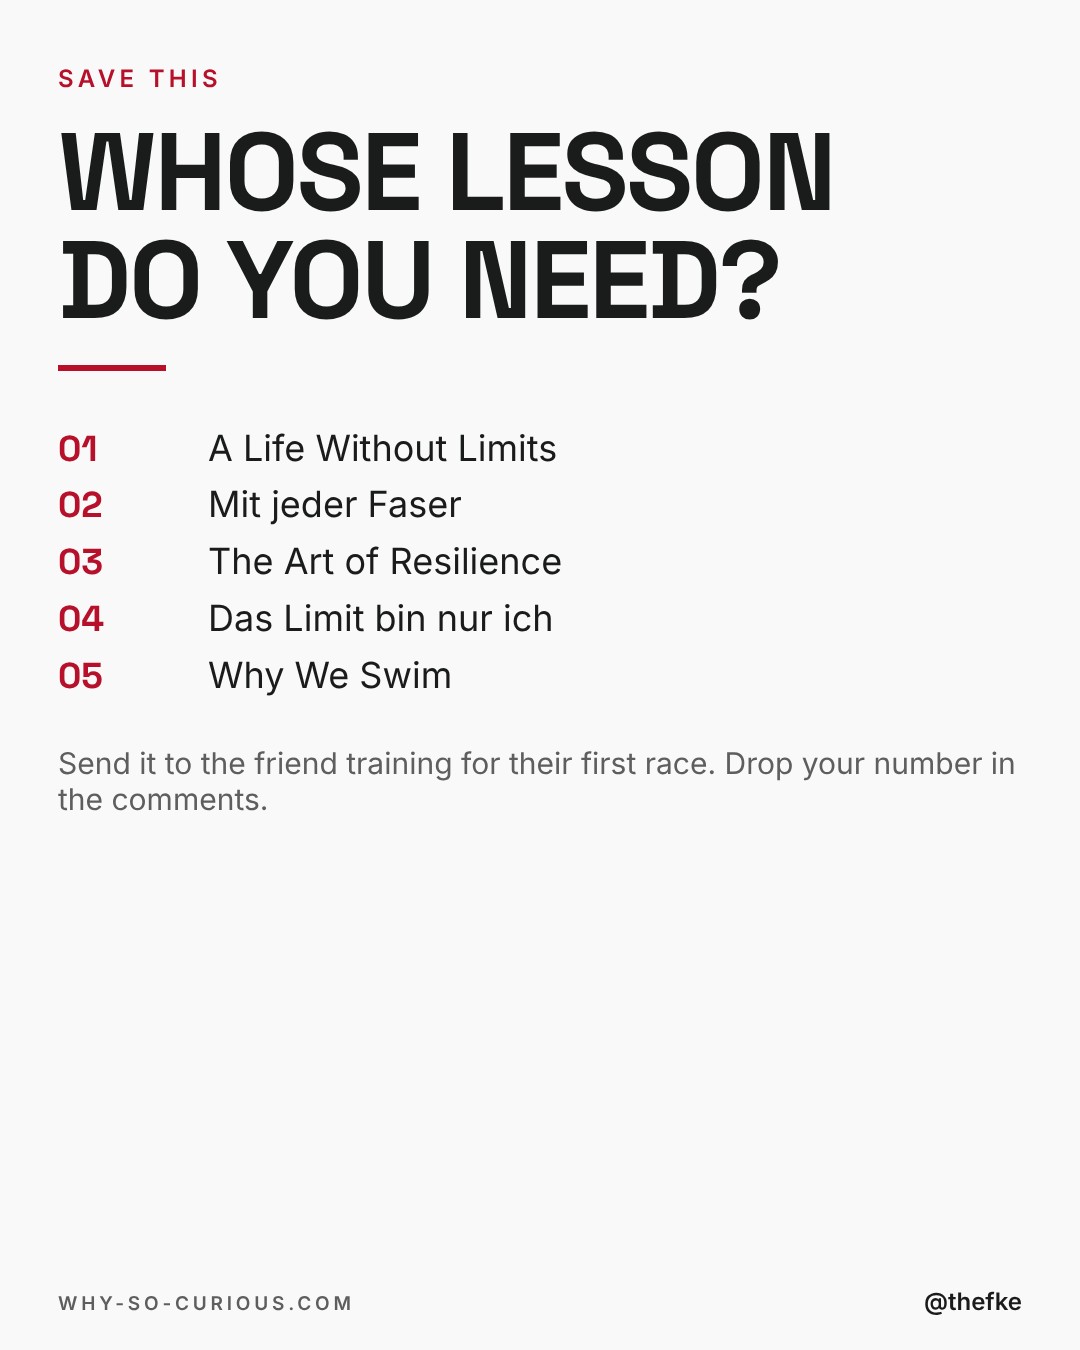 SAVE THIS
WHOSE LESSON
DO YOU NEED?
01 A Life Without Limits
02 Mit jeder Faser
03 The Art of Resilience
04 Das Limit bin nur ich
05 Why We Swim
Send it to the friend training for their first race. Drop your number in
the comments.
WHY-SO-CURIOUS.COM
@thefke